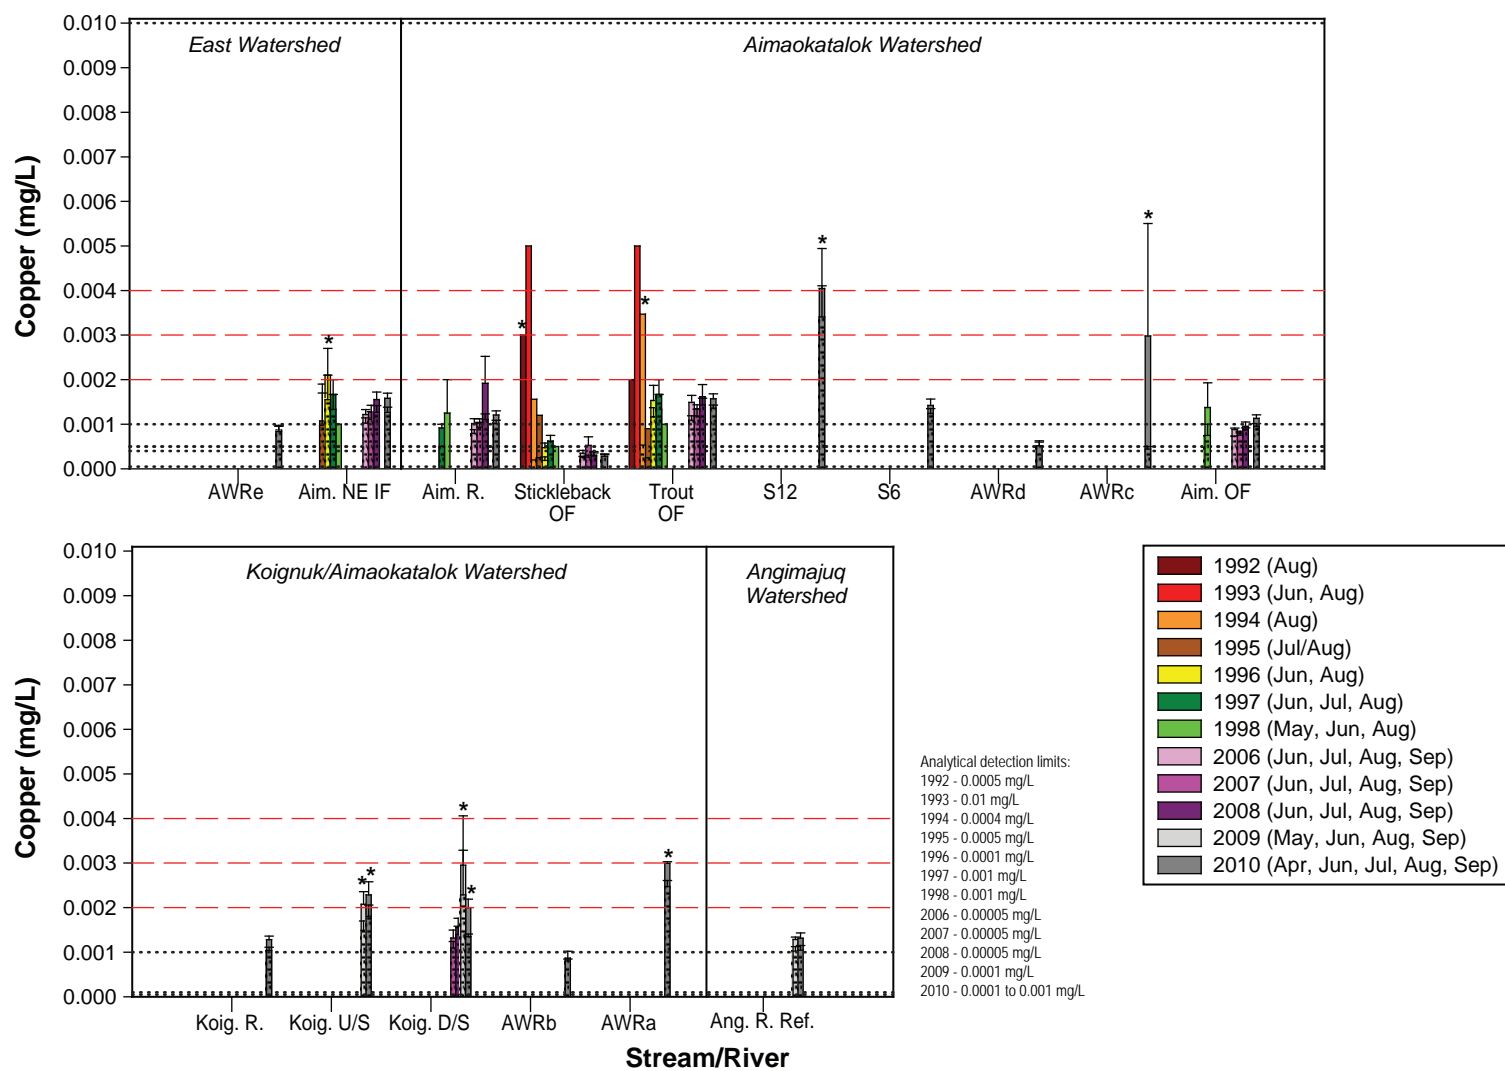 East Watershed
Aimaokatalok Watershed
Copper (mg/L)
0.010
0.009
0.008
0.007
0.006
0.005
0.004
0.003
0.002
0.001
0.000
*
*
*
*
*
AWRe
Aim. NE IF
Aim. R.
Stickleback
OF
Trout
OF
S12
S6
AWRd
AWRc
Aim. OF
Koignuk/Aimaokatalok Watershed
Angimajuq
Watershed
Copper (mg/L)
0.010
0.009
0.008
0.007
0.006
0.005
0.004
0.003
0.002
0.001
0.000
*
*
*
*
*
Koig. R.
Koig. U/S
Koig. D/S
AWRb
AWRa
Ang. R. Ref.
Stream/River
Analytical detection limits:
1992 - 0.0005 mg/L
1993 - 0.01 mg/L
1994 - 0.0004 mg/L
1995 - 0.0005 mg/L
1996 - 0.0001 mg/L
1997 - 0.001 mg/L
1998 - 0.001 mg/L
2006 - 0.00005 mg/L
2007 - 0.00005 mg/L
2008 - 0.00005 mg/L
2009 - 0.0001 mg/L
2010 - 0.0001 to 0.001 mg/L
1992 (Aug)
1993 (Jun, Aug)
1994 (Aug)
1995 (Jul/Aug)
1996 (Jun, Aug)
1997 (Jun, Jul, Aug)
1998 (May, Jun, Aug)
2006 (Jun, Jul, Aug, Sep)
2007 (Jun, Jul, Aug, Sep)
2008 (Jun, Jul, Aug, Sep)
2009 (May, Jun, Aug, Sep)
2010 (Apr, Jun, Jul, Aug, Sep)